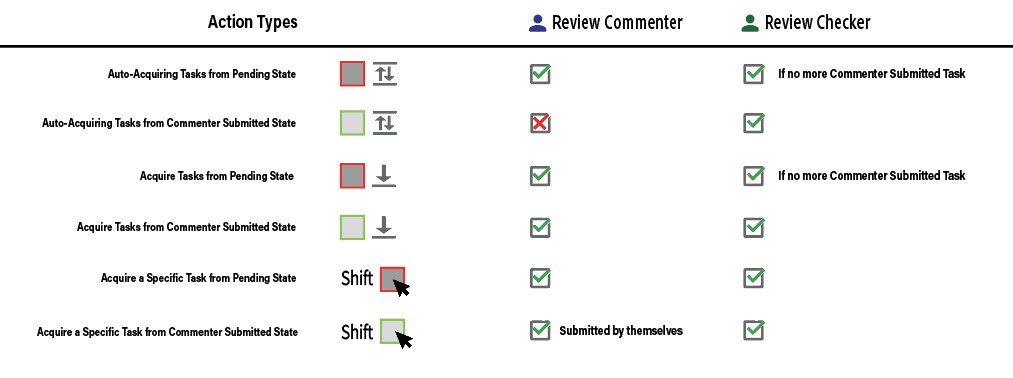 Action Types Review Commenter Review Checker
Auto-Acquiring Tasks from Pending State If no more Commenter Submitted Task
Auto-Acquiring Tasks from Commenter Submitted State
Acquire Tasks from Pending State If no more Commenter Submitted Task
Acquire Tasks from Commenter Submitted State
Acquire a Specific Task from Pending State Shift
Acquire a Specific Task from Commenter Submitted State Shift Submitted by themselves